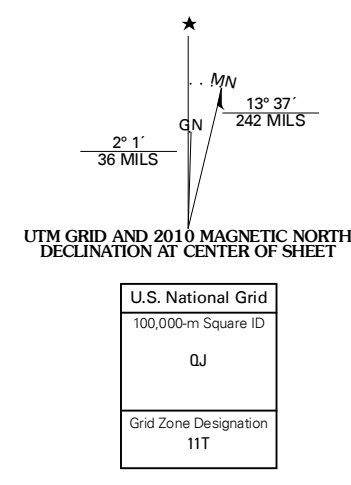 ★
MN
GN
13° 37´
242 MILS
2° 1´
36 MILS
UTM GRID AND 2010 MAGNETIC NORTH
DECLINATION AT CENTER OF SHEET
U.S. National Grid
100,000-m Square ID
QJ
Grid Zone Designation
11T